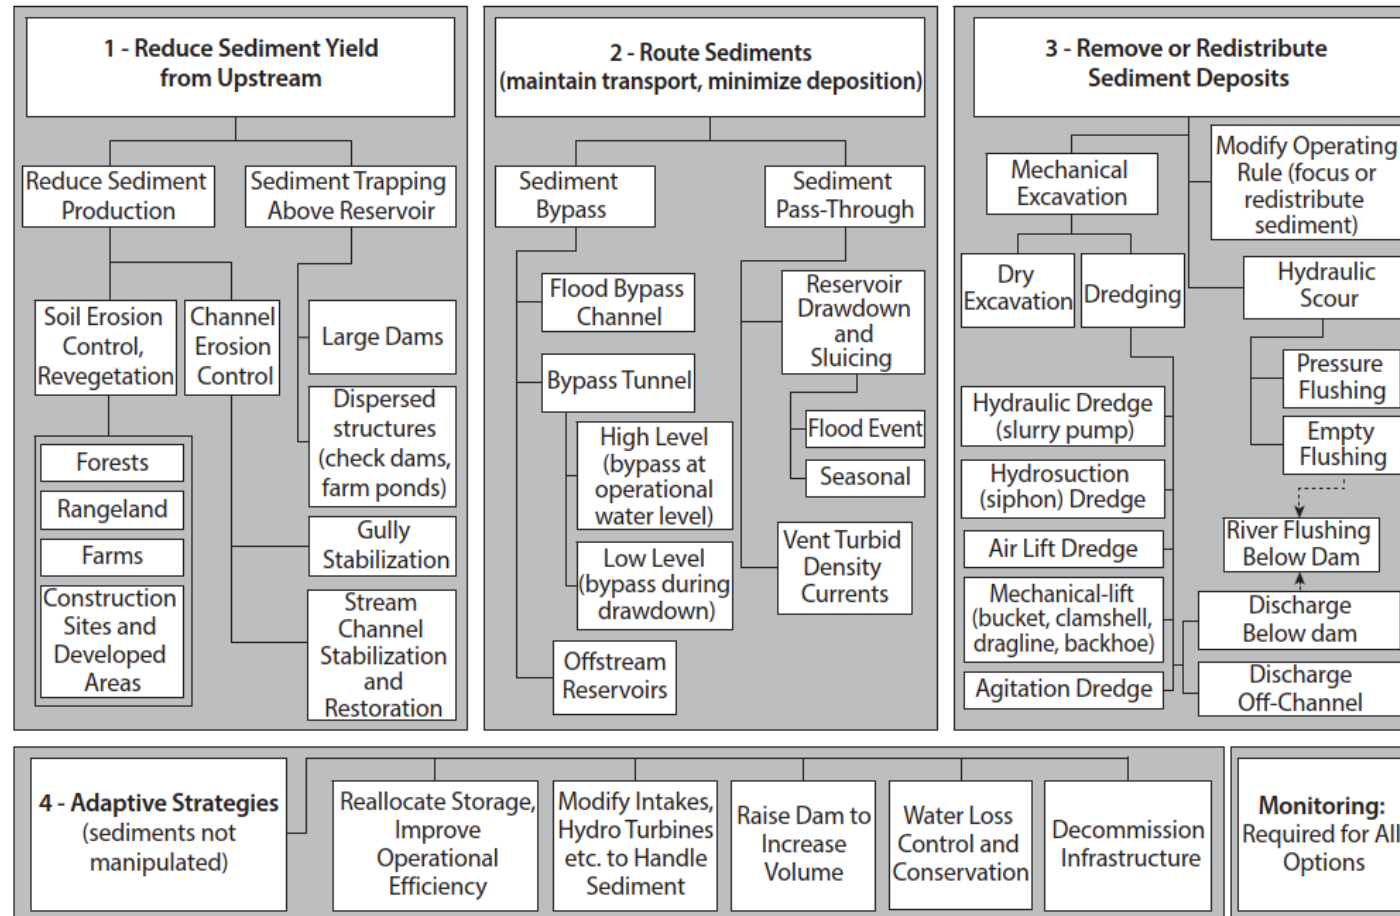 1 - Reduce Sediment Yield
from Upstream
Reduce Sediment
Production
Sediment Trapping
Above Reservoir
Soil Erosion
Control,
Revegetation
Channel
Erosion
Control
Large Dams
Dispersed
structures
(check dams,
farm ponds)
Forests
Rangeland
Farms
Construction
Sites and
Developed
Areas
Gully
Stabilization
Stream
Channel
Stabilization
and
Restoration
2 - Route Sediments
(maintain transport, minimize deposition)
Sediment
Bypass
Sediment
Pass-Through
Flood Bypass
Channel
Bypass Tunnel
High Level
(bypass at
operational
water level)
Low Level
(bypass during
drawdown)
Offstream
Reservoirs
Reservoir
Drawdown
and
Sluicing
Flood Event
Seasonal
Vent Turbid
Density
Currents
3 - Remove or Redistribute
Sediment Deposits
Mechanical
Excavation
Modify Operating
Rule (focus or
redistribute
sediment)
Dry
Excavation
Dredging
Hydraulic
Scour
Pressure
Flushing
Empty
Flushing
Hydraulic Dredge
(slurry pump)
Hydrosuction
(siphon) Dredge
Air Lift Dredge
Mechanical-lift
(bucket, clamshell,
dragline, backhoe)
Agitation Dredge
River Flushing
Below Dam
Discharge
Below dam
Discharge
Off-Channel
4 - Adaptive Strategies
(sediments not
manipulated)
Reallocate Storage,
Improve
Operational
Efficiency
Modify Intakes,
Hydro Turbines
etc. to Handle
Sediment
Raise Dam to
Increase
Volume
Water Loss
Control and
Conservation
Decommission
Infrastructure
Monitoring:
Required for All
Options